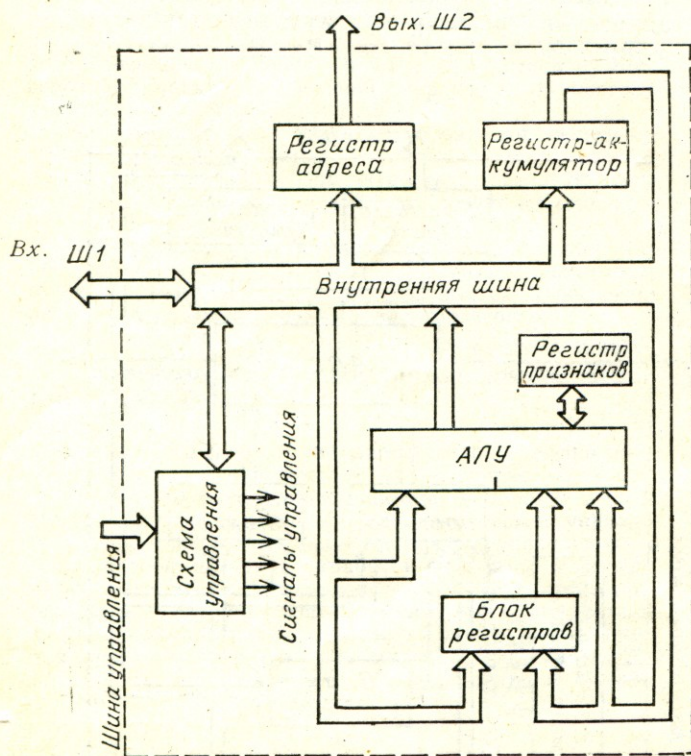 Вых. Ш2
Регистр
адреса
Регистр-ак-
кумулятор
Вх. Ш1
Внутренняя шина
Регистр
признаков
АЛУ
Схема
управления
Сигналы управления
Шина управления
Блок
регистров